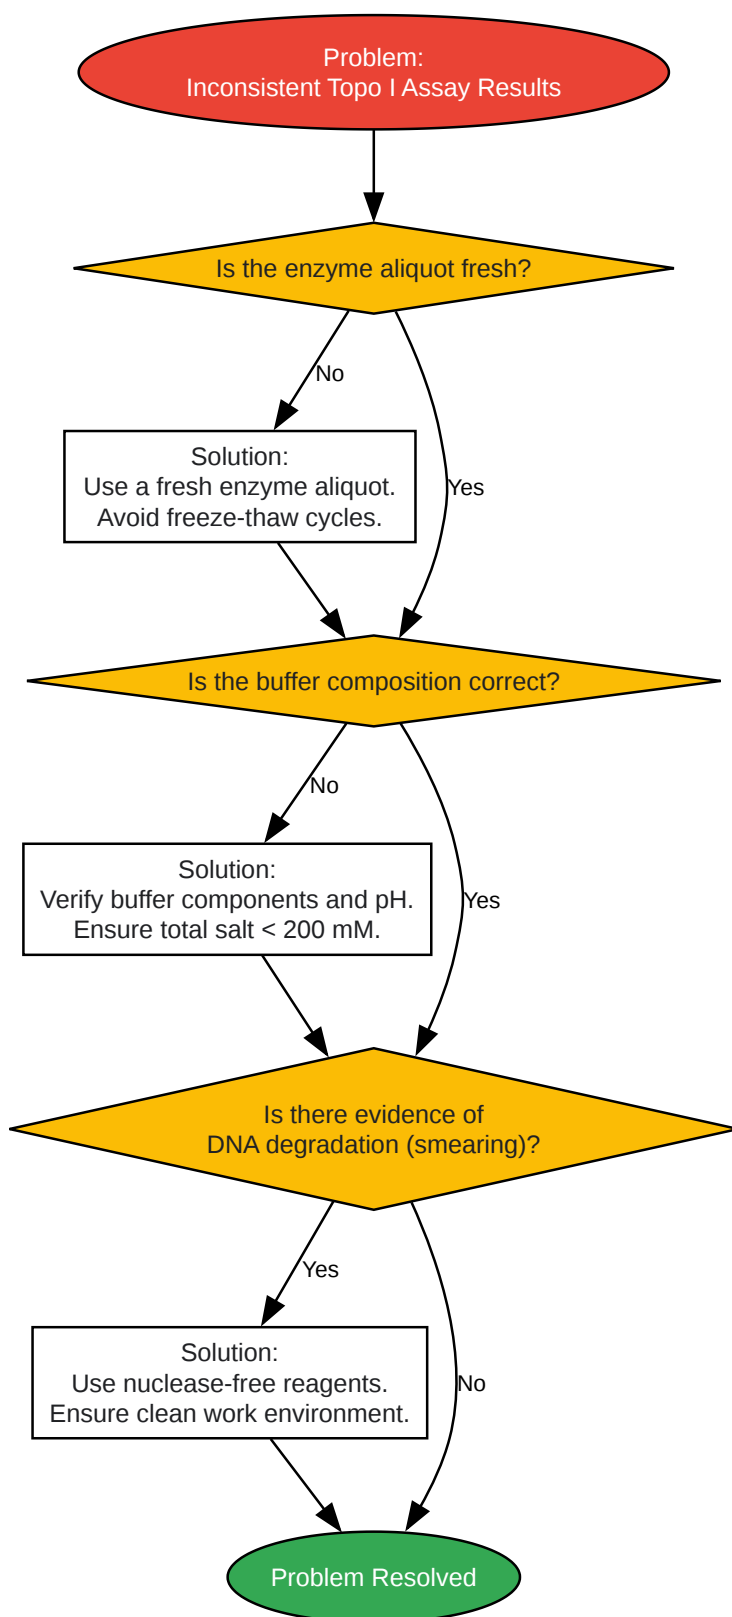 Problem:
Inconsistent Topo I Assay Results
Is the enzyme aliquot fresh?
No
Solution:
Use a fresh enzyme aliquot.
Avoid freeze-thaw cycles.
Yes
Is the buffer composition correct?
No
Solution:
Verify buffer components and pH.
Ensure total salt < 200 mM.
Yes
Is there evidence of
DNA degradation (smearing)?
Yes
Solution:
Use nuclease-free reagents.
Ensure clean work environment.
No
Problem Resolved